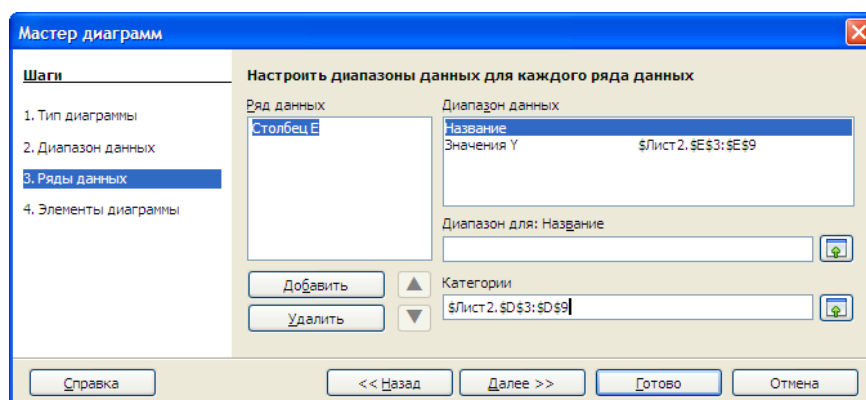 Мастер диаграмм
Шаги
1. Тип диаграммы
2. Диапазон данных
3. Ряды данных
4. Элементы диаграммы
Настроить диапазоны данных для каждого ряда данных
Ряд данных
Столбец E
Диапазон данных
Название
Значения Y $Лист2.$E$3:$E$9
Диапазон для: Название
Добавить
Удалить
Категории
$Лист2.$D$3:$D$9
Справка
<< Назад
Далее >>
Готово
Отмена